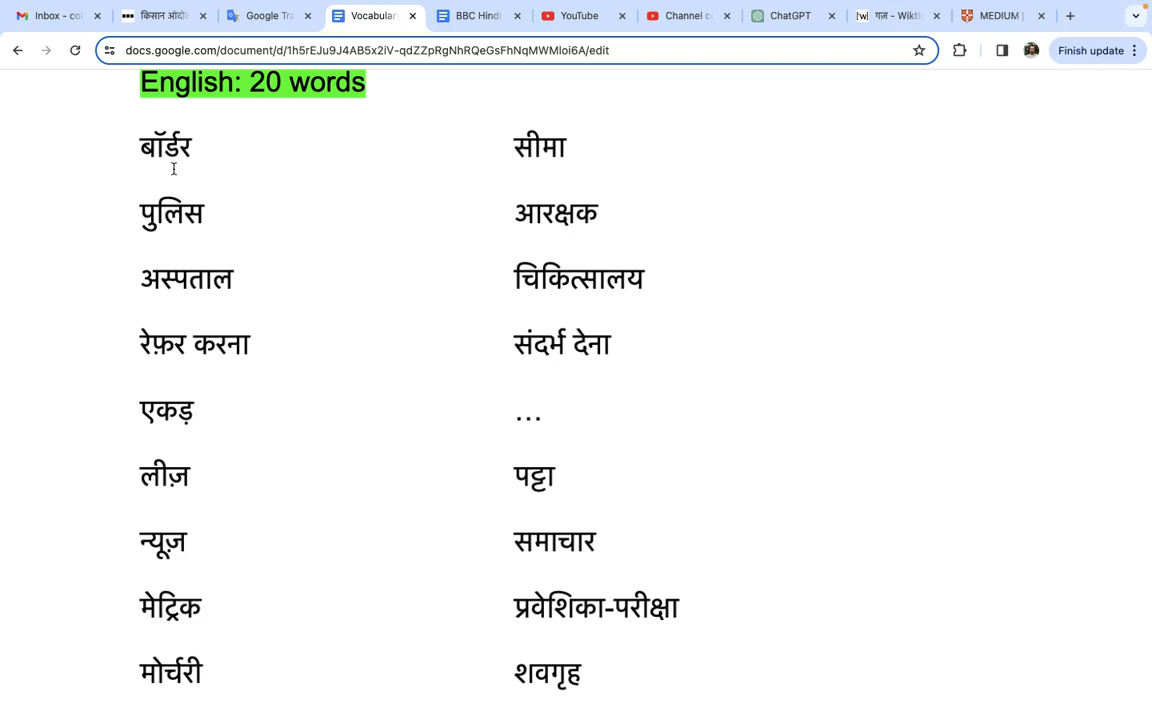 Inbox - col
किसान आंदो
Google Tra
Vocabulary
BBC Hindi
YouTube
Channel c
ChatGPT
गज़ - Wikti
MEDIUM |
docs.google.com/document/d/1h5rEJu9J4AB5x2iV-qdZZpRgNhRQeGsFhNqMWMloi6A/edit
Finish update
English: 20 words
बॉर्डर सीमा
पुलिस आरक्षक
अस्पताल चिकित्सालय
रेफ़र करना संदर्भ देना
एकड़ ...
लीज़ पट्टा
न्यूज़ समाचार
मेट्रिक प्रवेशिका-परीक्षा
मोर्चरी शवगृह